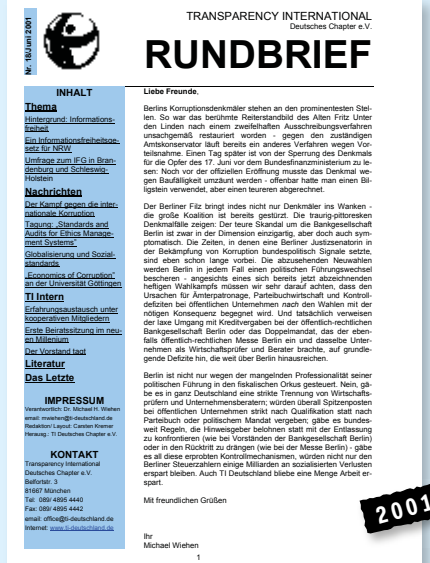 Nr. 18/Juni 2001
TRANSPARENCY INTERNATIONAL
Deutsches Chapter e.V.
RUNDBRIEF
INHALT
Thema
Hintergrund: Informations-
freiheit
Ein Informationsfreiheitsge-
setz für NRW
Umfrage zum IFG in Bran-
denburg und Schleswig-
Holstein
Nachrichten
Der Kampf gegen die inter-
nationale Korruption
Tagung: „Standards and
Audits for Ethics Manage-
ment Systems"
Globalisierung und Sozial-
standards
„Economics of Corruption"
an der Universität Göttingen
TI Intern
Erfahrungsaustausch unter
kooperativen Mitgliedern
Erste Beiratssitzung im neu-
en Millenium
Der Vorstand tagt
Literatur
Das Letzte
IMPRESSUM
Verantwortlich: Dr. Michael H. Wiehen
email: mwiehen@ti-deutschland.de
Redaktion/ Layout: Carsten Kremer
Herausg.: TI Deutsches Chapter e.V.
KONTAKT
Transparency International
Deutsches Chapter e.V.
Belfortstr. 3
81667 München
Tel: 089/ 4895 4440
Fax: 089/ 4895 4442
email: office@ti-deutschland.de
Internet: www.ti-deutschland.de
Liebe Freunde,
Berlins Korruptionsdenkmäler stehen an den prominentesten Stel-
len. So war das berühmte Reiterstandbild des Alten Fritz Unter
den Linden nach einem zweifelhaften Ausschreibungsverfahren
unsachgemäß restauriert worden - gegen den zuständigen
Amtskonservator läuft bereits ein anderes Verfahren wegen Vor-
teilsnahme. Einen Tag später ist von der Sperrung des Denkmals
für die Opfer des 17. Juni vor dem Bundesfinanzministerium zu le-
sen: Noch vor der offiziellen Eröffnung musste das Denkmal we-
gen Baufälligkeit umzäunt werden - offenbar hatte man einen Bil-
ligstein verwendet, aber einen teureren abgerechnet.
Der Berliner Filz bringt indes nicht nur Denkmäler ins Wanken -
die große Koalition ist bereits gestürzt. Die traurig-pittoresken
Denkmalfälle zeigen: Der teure Skandal um die Bankgesellschaft
Berlin ist zwar in der Dimension einzigartig, aber doch auch sym-
ptomatisch. Die Zeiten, in denen eine Berliner Justizsenatorin in
der Bekämpfung von Korruption bundespolitisch Signale setzte,
sind eben schon lange vorbei. Die abzusehenden Neuwahlen
werden Berlin in jedem Fall einen politischen Führungswechsel
bescheren - angesichts eines sich bereits jetzt abzeichnenden
heftigen Wahlkampfs müssen wir sehr darauf achten, dass den
Ursachen für Ämterpatronage, Parteibuchwirtschaft und Kontroll-
defiziten bei öffentlichen Unternehmen nach den Wahlen mit der
nötigen Konsequenz begegnet wird. Und tatsächlich verweisen
der laxe Umgang mit Kreditvergaben bei der öffentlich-rechtlichen
Bankgesellschaft Berlin oder das Doppelmandat, das der eben-
falls öffentlich-rechtlichen Messe Berlin ein und dasselbe Unter-
nehmen als Wirtschaftsprüfer und Berater brachte, auf grundle-
gende Defizite hin, die weit über Berlin hinausreichen.
Berlin ist nicht nur wegen der mangelnden Professionalität seiner
politischen Führung in den fiskalischen Orkus gesteuert. Nein, gä-
be es in ganz Deutschland eine strikte Trennung von Wirtschafts-
prüfern und Unternehmensberatern; würden überall Spitzenposten
bei öffentlichen Unternehmen strikt nach Qualifikation statt nach
Parteibuch oder politischem Mandat vergeben; gäbe es bundes-
weit Regeln, die Hinweisgeber belohnen statt mit der Entlassung
zu konfrontieren (wie bei Vorständen der Bankgesellschaft Berlin)
oder in den Rücktritt zu drängen (wie bei der Messe Berlin) - gäbe
es all diese erprobten Kontrollmechanismen, würden nicht nur den
Berliner Steuerzahlern einige Milliarden an sozialisierten Verlusten
erspart bleiben. Auch TI Deutschland bliebe eine Menge Arbeit er-
spart.
Mit freundlichen Grüßen
Ihr
Michael Wiehen
1
2001